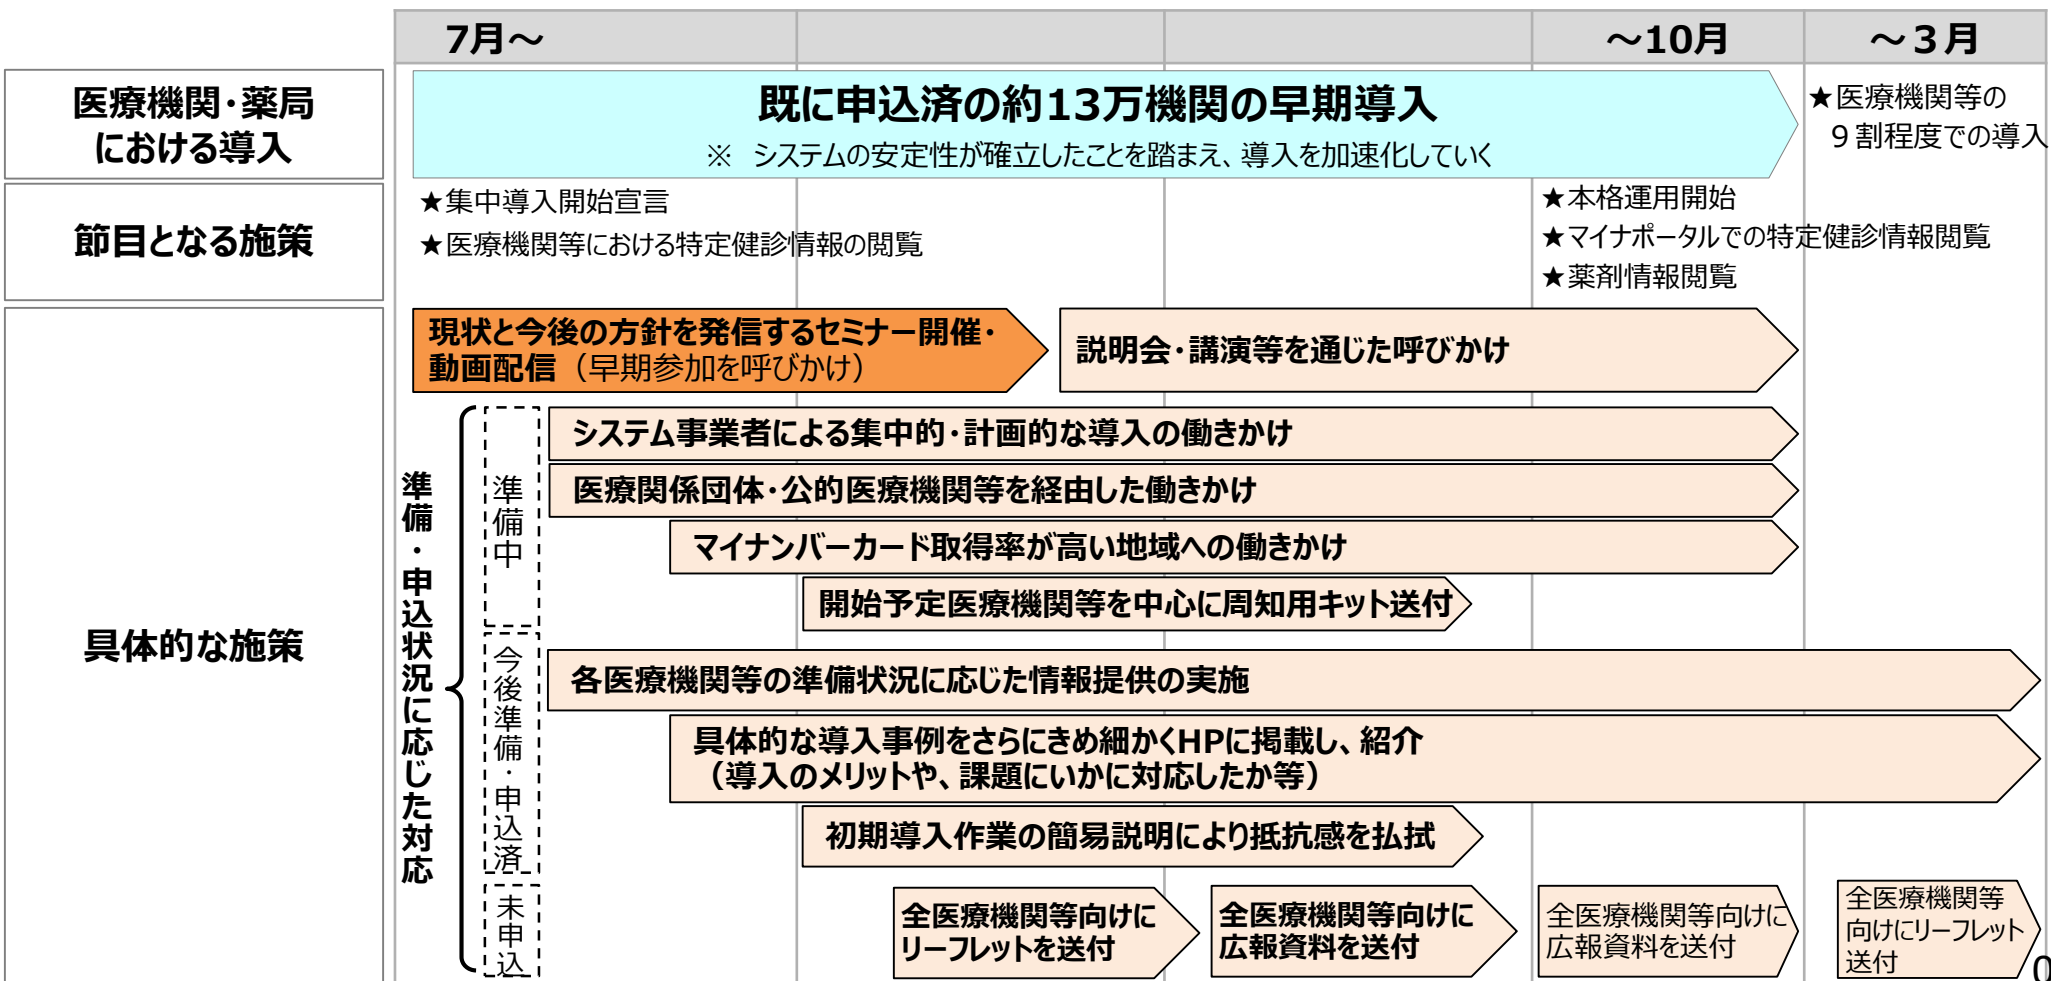 7月～
～10月
～３月
医療機関・薬局
における導入
既に申込済の約13万機関の早期導入
※　システムの安定性が確立したことを踏まえ、導入を加速化していく
★医療機関等の
９割程度での導入
節目となる施策
★集中導入開始宣言
★医療機関等における特定健診情報の閲覧
★本格運用開始
★マイナポータルでの特定健診情報閲覧
★薬剤情報閲覧
具体的な施策
現状と今後の方針を発信するセミナー開催・
動画配信（早期参加を呼びかけ）
説明会・講演等を通じた呼びかけ
準備・申込状況に応じた対応
準備中
システム事業者による集中的・計画的な導入の働きかけ
医療関係団体・公的医療機関等を経由した働きかけ
マイナンバーカード取得率が高い地域への働きかけ
開始予定医療機関等を中心に周知用キット送付
今後準備・申込済
各医療機関等の準備状況に応じた情報提供の実施
具体的な導入事例をさらにきめ細かくHPに掲載し、紹介
（導入のメリットや、課題にいかに対応したか等）
初期導入作業の簡易説明により抵抗感を払拭
未申込
全医療機関等向けに
リーフレットを送付
全医療機関等向けに
広報資料を送付
全医療機関等向けに
広報資料を送付
全医療機関等
向けにリーフレット
送付
0